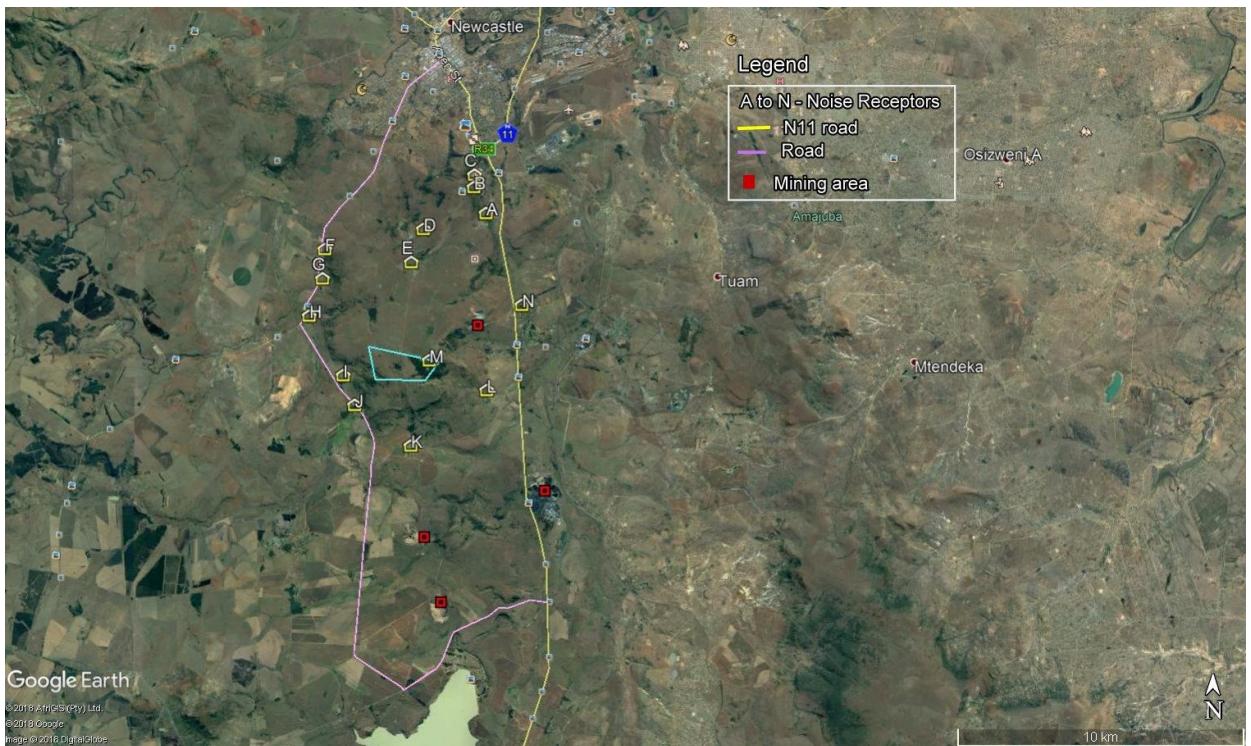 Newcastle
Legend
A to N - Noise Receptors
N11 road
Road
Mining area
11
R34
C
B
A
D
E
F
G
H
N
M
I
L
J
K
Osizweni A
Amajuba
Tuam
Mtendeka
Google Earth
©2018 AfriGIS (Pty) Ltd.
©2018 Google
Image ©2018 DigitalGlobe
N
10 km